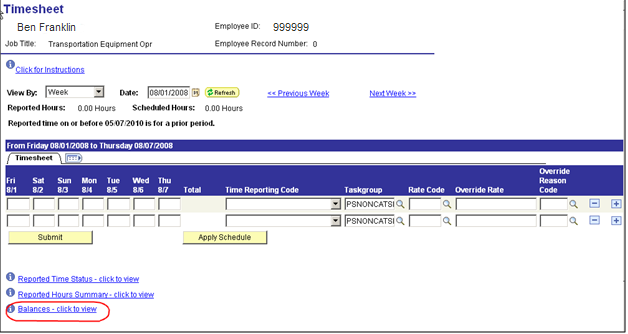 Timesheet
Ben Franklin Employee ID: 999999
Job Title: Transportation Equipment Opr Employee Record Number: 0
Click for Instructions
View By: Week Date: 08/01/2008 Refresh << Previous Week Next Week >>
Reported Hours: 0.00 Hours Scheduled Hours: 0.00 Hours
Reported time on or before 05/07/2010 is for a prior period.
From Friday 08/01/2008 to Thursday 08/07/2008
Timesheet
Fri 8/1 Sat 8/2 Sun 8/3 Mon 8/4 Tue 8/5 Wed 8/6 Thu 8/7 Total Time Reporting Code Taskgroup Rate Code Override Rate Override Reason Code
PSNONCATS
PSNONCATS
Submit Apply Schedule
Reported Time Status - click to view
Reported Hours Summary - click to view
Balances - click to view